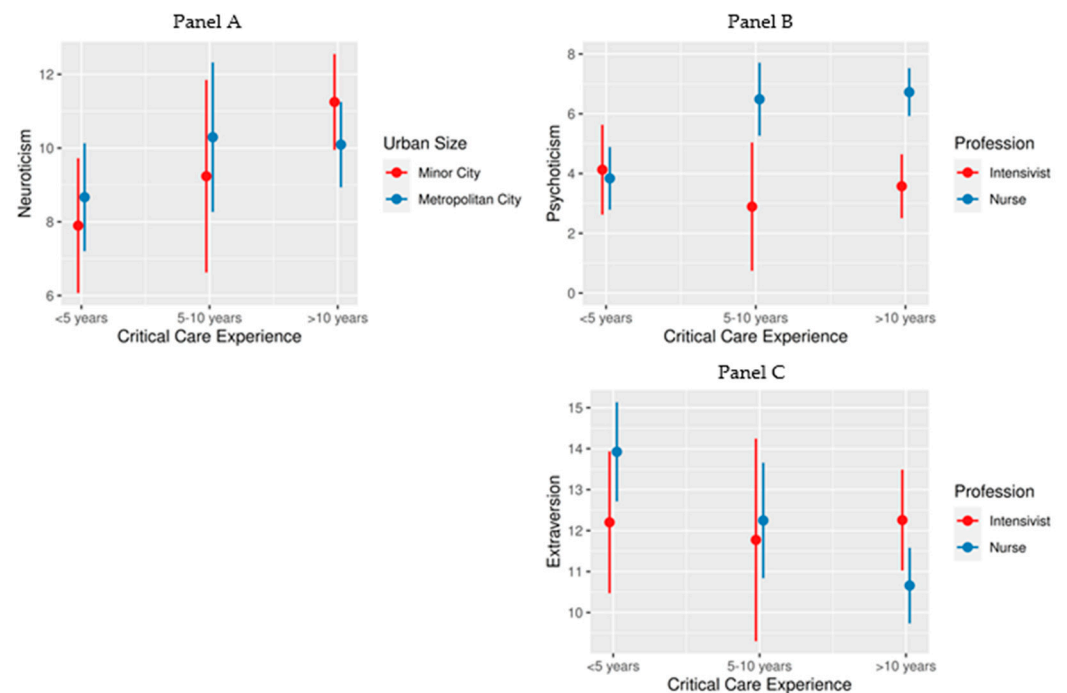 Panel A
12
10
8
6
Neuroticism
<5 years
5-10 years
>10 years
Critical Care Experience
Urban Size
Minor City
Metropolitan City
Panel B
8
6
4
2
0
Psychoticism
<5 years
5-10 years
>10 years
Critical Care Experience
Profession
Intensivist
Nurse
Panel C
15
14
13
12
11
10
Extraversion
<5 years
5-10 years
>10 years
Critical Care Experience
Profession
Intensivist
Nurse